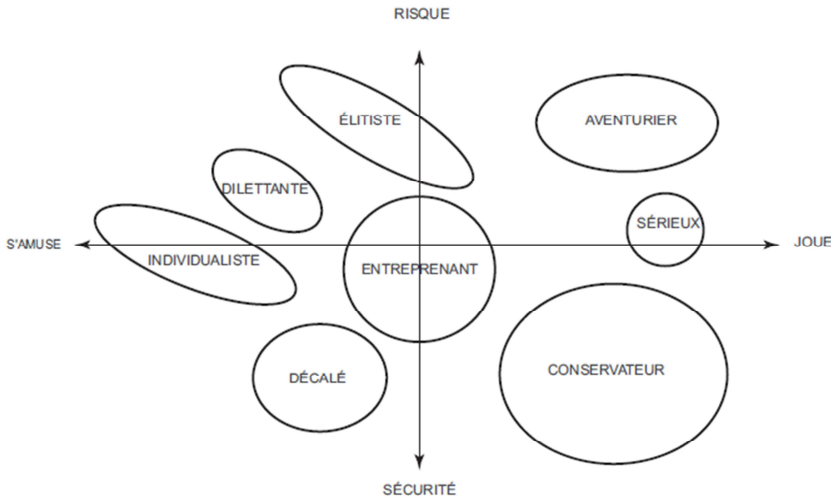 RISQUE
ÉLITISTE
AVENTURIER
DILETTANTE
SÉRIEUX
S'AMUSE
JOUE
INDIVIDUALISTE
ENTREPRENANT
CONSERVATEUR
DÉCALÉ
SÉCURITÉ